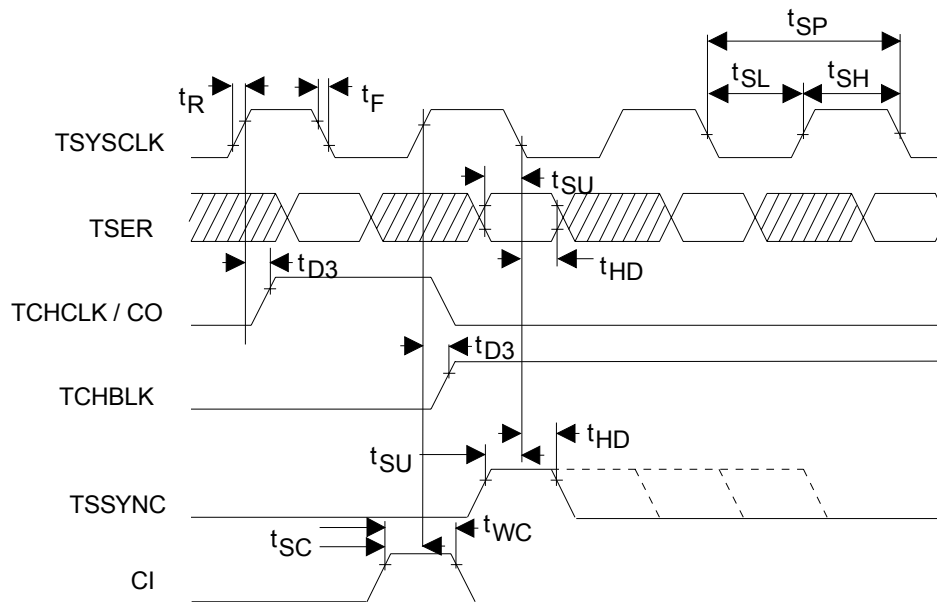 tSP
tSL tSH
tR tF
TSYSCLK
tSU
TSER
tD3 tHD
TCHCLK / CO
tD3
TCHBLK
tHD
tSU
TSSYNC
tSC tWC
CI